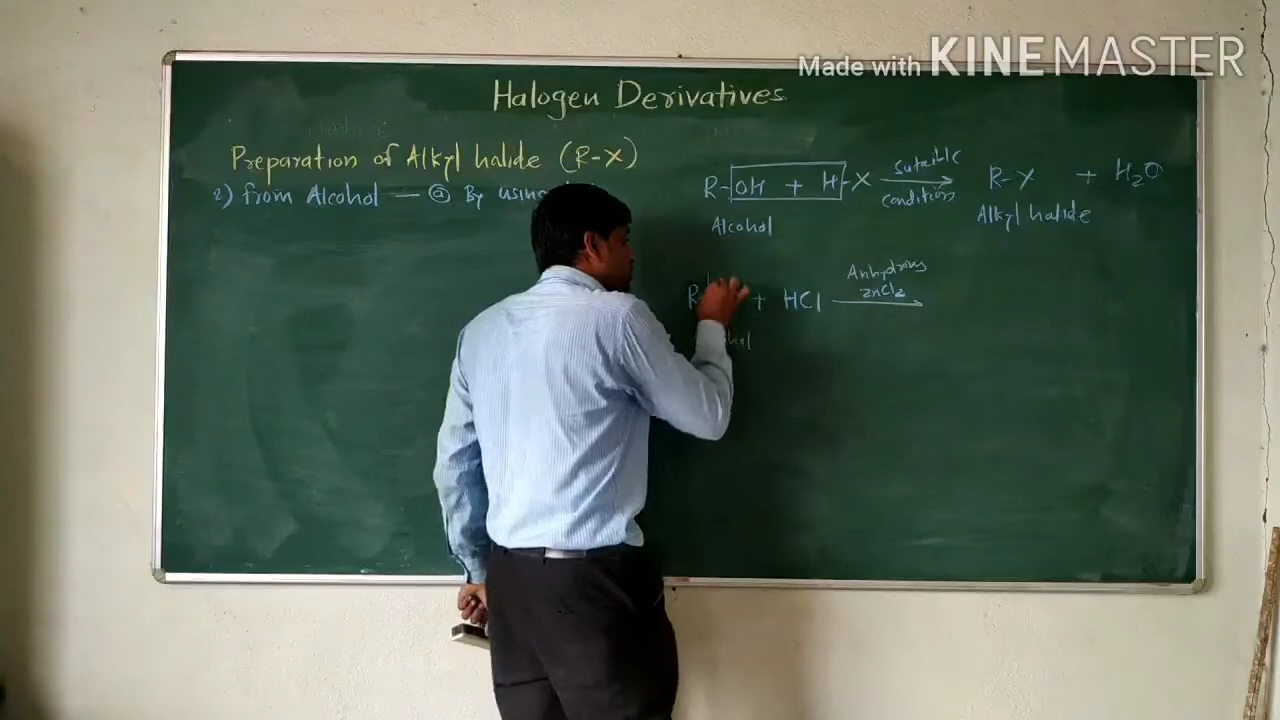 Made with KINEMASTER
Halogen Derivatives
Preparation of Alkyl halide (R-X)
2) from Alcohol — ⓐ By using
R-OH + H-X suitable condition → R-X + H₂O
Alcohol Alkyl halide
R + HCl Anhydrous ZnCl₂ →